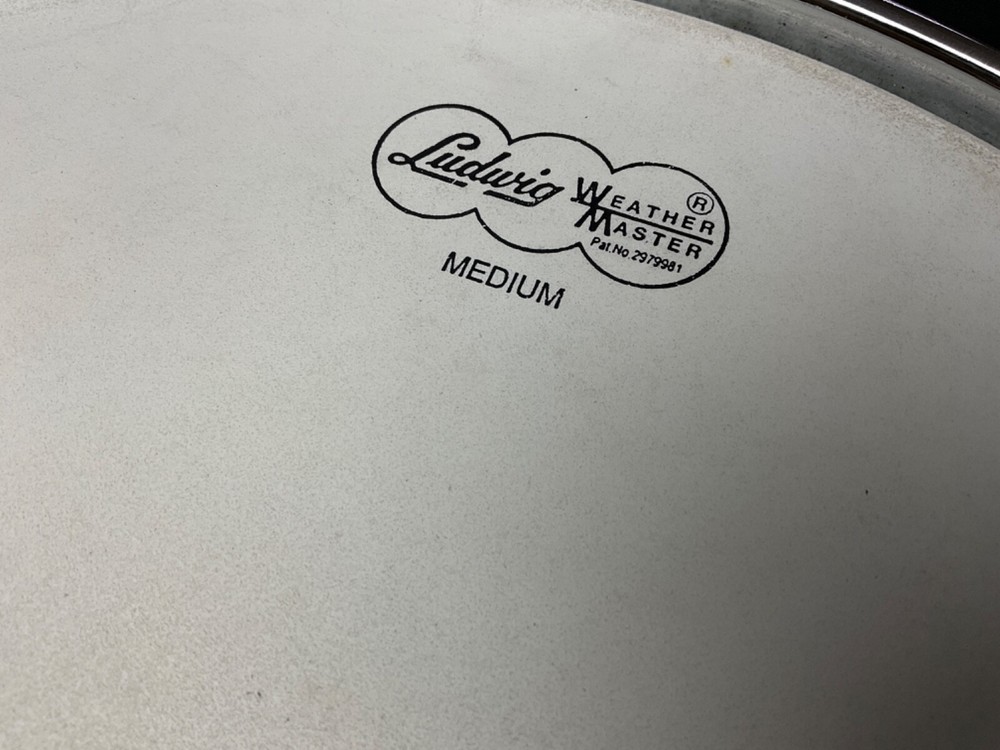 Ludwig
WEATHER ®
MASTER
Pat.No.2979981
MEDIUM